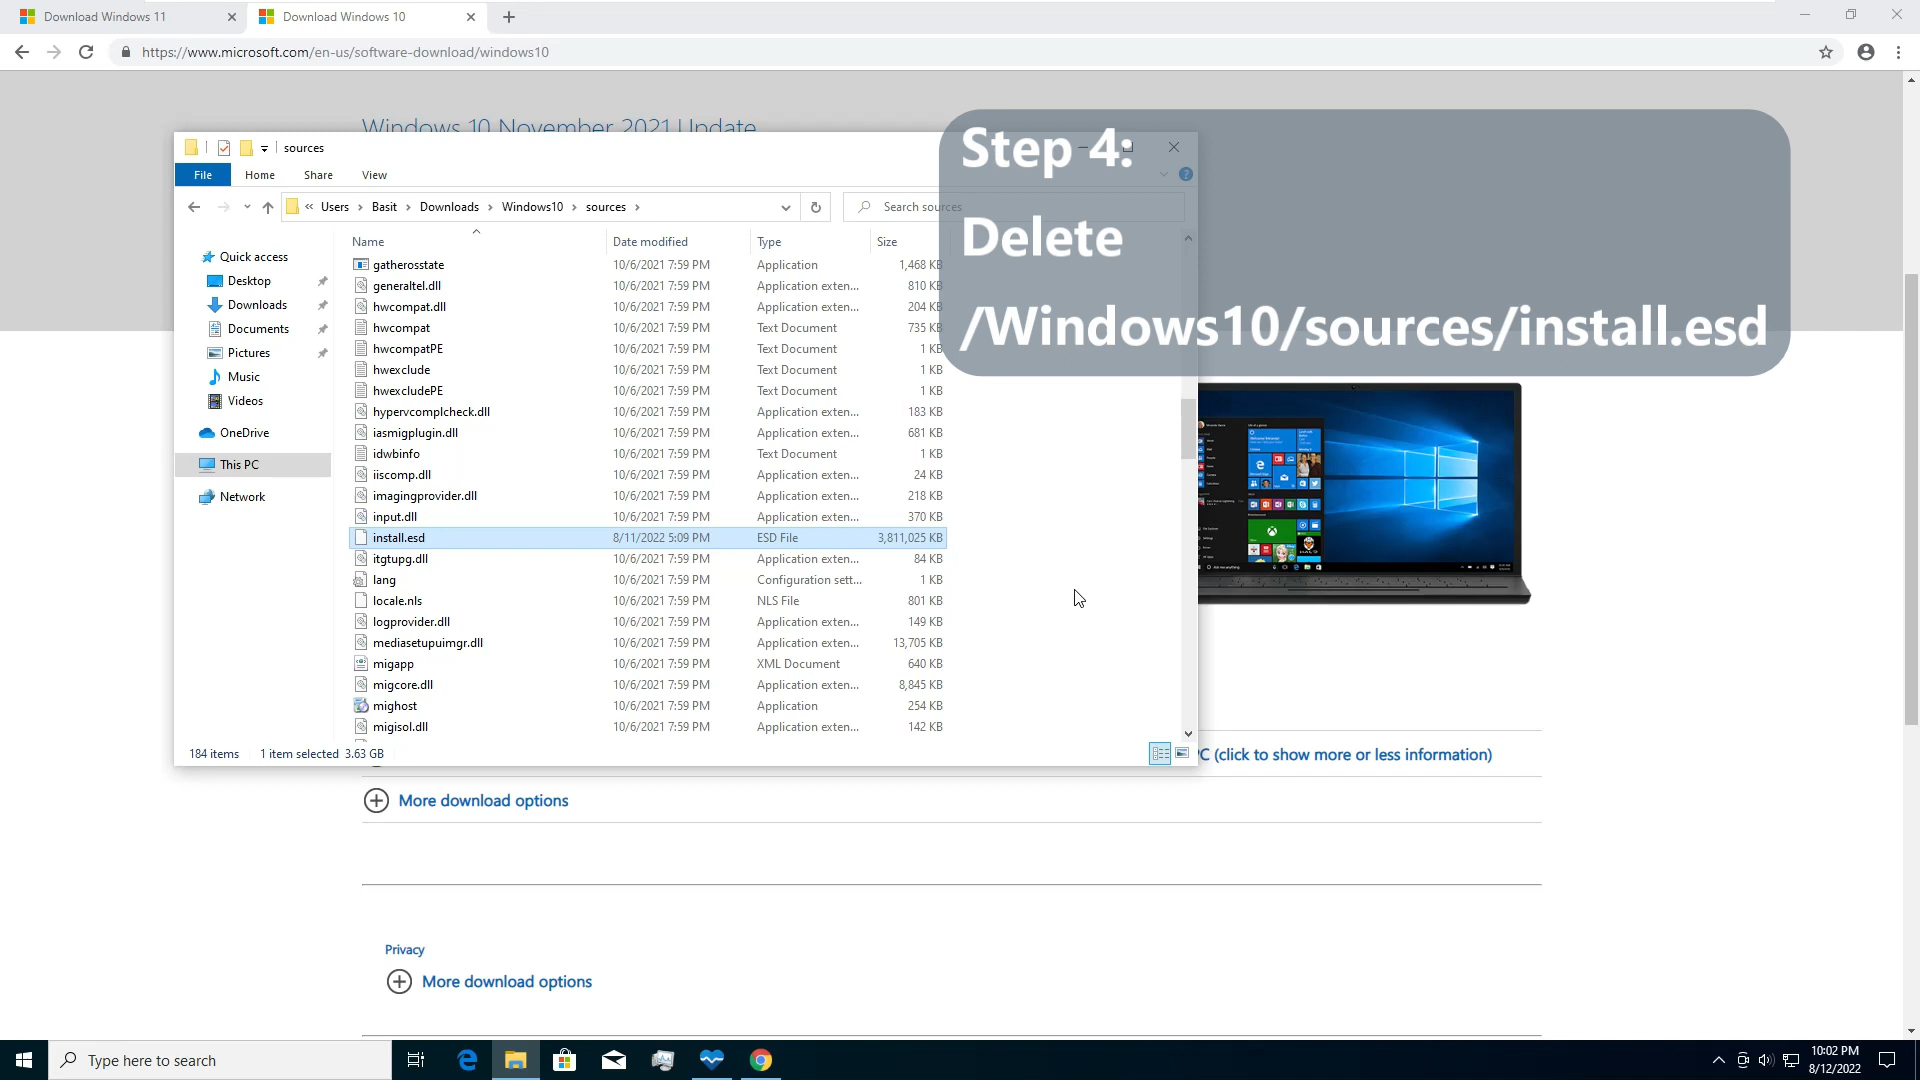 Download Windows 11
Download Windows 10
https://www.microsoft.com/en-us/software-download/windows10
Windows 10 November 2021 Update
sources
Step 4:
Delete
/Windows10/sources/install.esd
File Home Share View
« Users > Basit > Downloads > Windows10 > sources >
Search sources
Name Date modified Type Size
Quick access
Desktop
Downloads
Documents
Pictures
Music
Videos
OneDrive
This PC
Network
gatherosstate 10/6/2021 7:59 PM Application 1,468 KB
generaltel.dll 10/6/2021 7:59 PM Application exten... 810 KB
hwcompat.dll 10/6/2021 7:59 PM Application exten... 204 KB
hwcompat 10/6/2021 7:59 PM Text Document 735 KB
hwcompatPE 10/6/2021 7:59 PM Text Document 1 KB
hwexclude 10/6/2021 7:59 PM Text Document 1 KB
hwexcludePE 10/6/2021 7:59 PM Text Document 1 KB
hypervcomplcheck.dll 10/6/2021 7:59 PM Application exten... 183 KB
iasmigplugin.dll 10/6/2021 7:59 PM Application exten... 681 KB
idwbinfo 10/6/2021 7:59 PM Text Document 1 KB
iiscomp.dll 10/6/2021 7:59 PM Application exten... 24 KB
imagingprovider.dll 10/6/2021 7:59 PM Application exten... 218 KB
input.dll 10/6/2021 7:59 PM Application exten... 370 KB
install.esd 8/11/2022 5:09 PM ESD File 3,811,025 KB
itgtupg.dll 10/6/2021 7:59 PM Application exten... 84 KB
lang 10/6/2021 7:59 PM Configuration sett... 1 KB
locale.nls 10/6/2021 7:59 PM NLS File 801 KB
logprovider.dll 10/6/2021 7:59 PM Application exten... 149 KB
mediasetupuimgr.dll 10/6/2021 7:59 PM Application exten... 13,705 KB
migapp 10/6/2021 7:59 PM XML Document 640 KB
migcore.dll 10/6/2021 7:59 PM Application exten... 8,845 KB
mighost 10/6/2021 7:59 PM Application 254 KB
migisol.dll 10/6/2021 7:59 PM Application exten... 142 KB
184 items 1 item selected 3.63 GB
PC (click to show more or less information)
More download options
Privacy
More download options
Type here to search
10:02 PM
8/12/2022